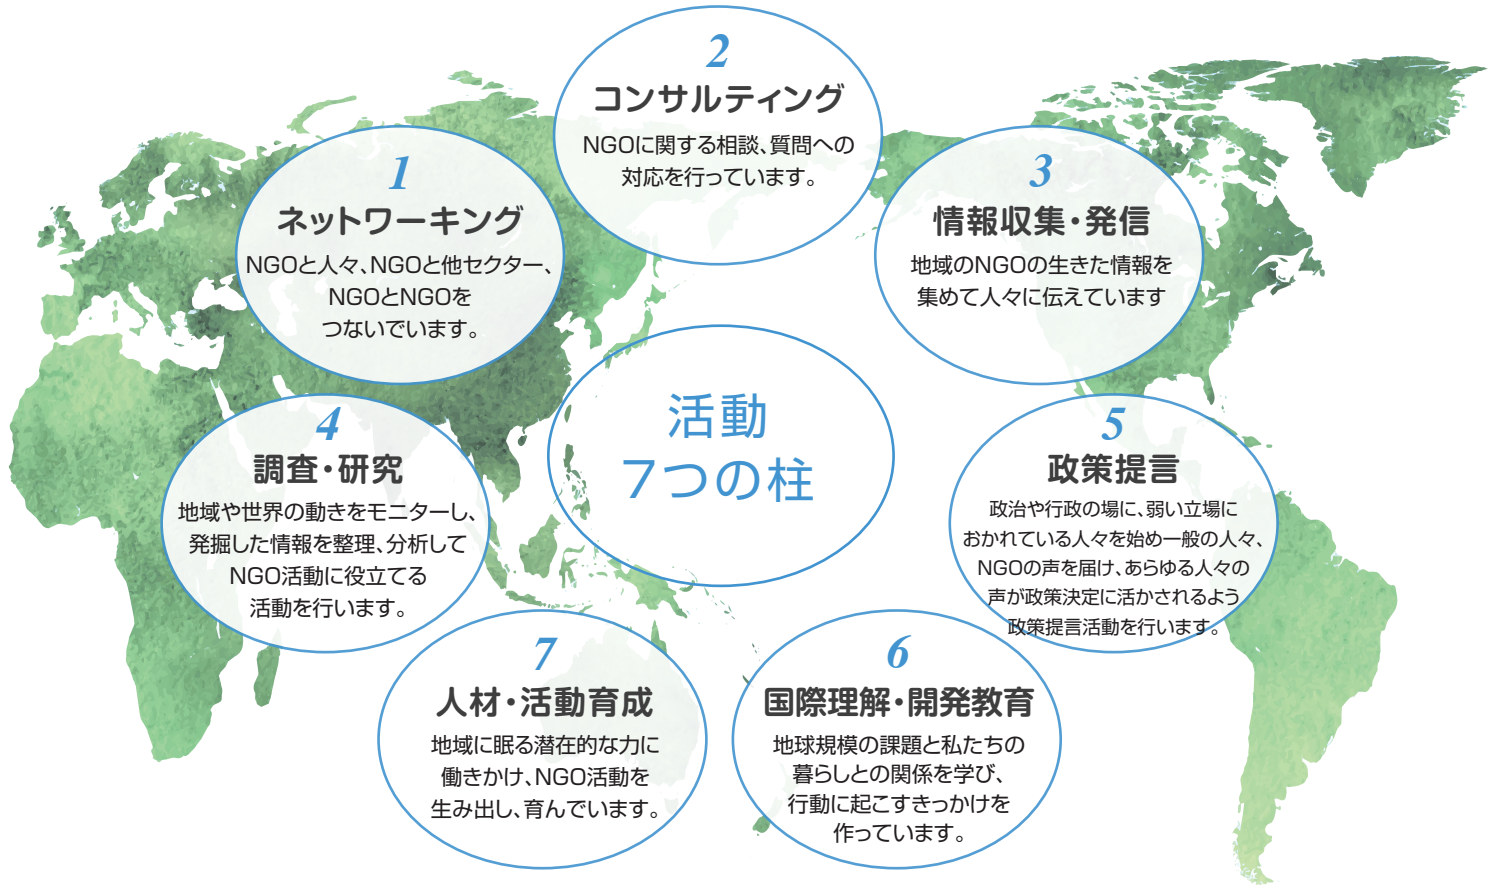 1
ネットワーキング
NGOと人々、NGOと他セクター、
NGOとNGOを
つないでいます。
2
コンサルティング
NGOに関する相談、質問への
対応を行っています。
3
情報収集・発信
地域のNGOの生きた情報を
集めて人々に伝えています
活動
7つの柱
4
調査・研究
地域や世界の動きをモニターし、
発掘した情報を整理、分析して
NGO活動に役立てる
活動を行います。
5
政策提言
政治や行政の場に、弱い立場に
おかれている人々を始め一般の人々、
NGOの声を届け、あらゆる人々の
声が政策決定に活かされるよう
政策提言活動を行います。
6
国際理解・開発教育
地球規模の課題と私たちの
暮らしとの関係を学び、
行動に起こすきっかけを
作っています。
7
人材・活動育成
地域に眠る潜在的な力に
働きかけ、NGO活動を
生み出し、育んでいます。